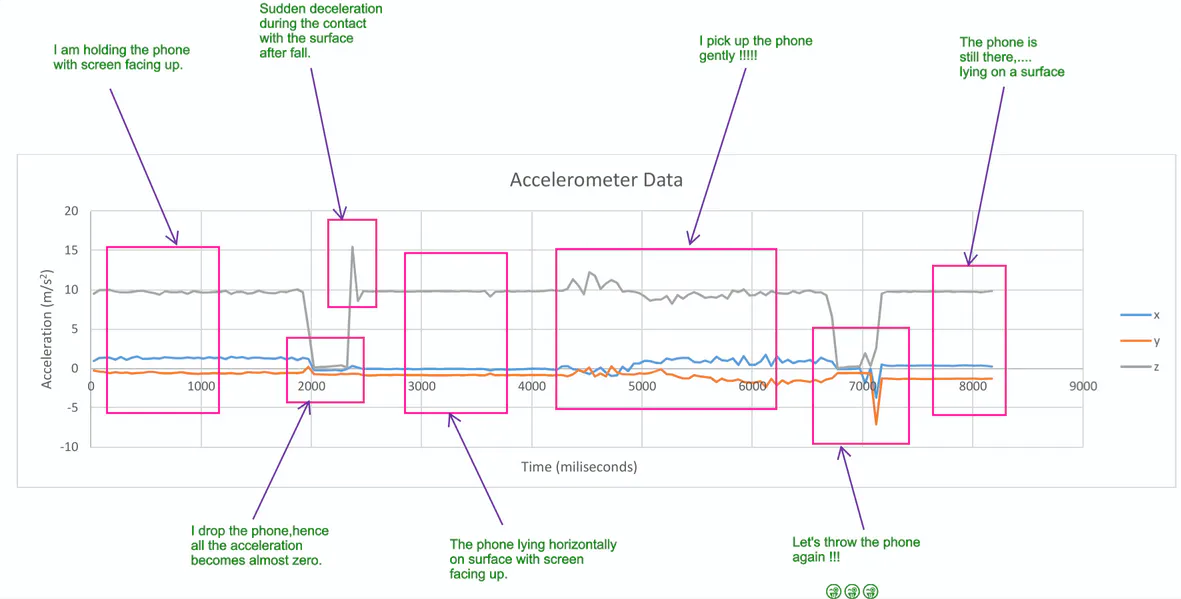 Sudden deceleration
during the contact
with the surface
after fall.
I am holding the phone
with screen facing up.
I pick up the phone
gently !!!!!
The phone is
still there,....
lying on a surface
Accelerometer Data
Acceleration (m/s²)
20
15
10
5
0
-5
-10
0
1000
2000
3000
4000
5000
6000
7000
8000
9000
Time (miliseconds)
x
y
z
I drop the phone,hence
all the acceleration
becomes almost zero.
The phone lying horizontally
on surface with screen
facing up.
Let's throw the phone
again !!!